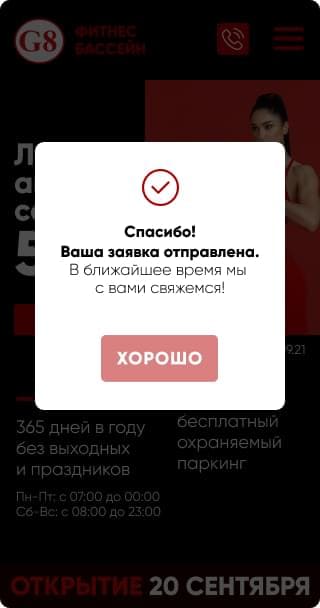 G8
ФИТНЕС
БАССЕЙН
Спасибо!
Ваша заявка отправлена.
В ближайшее время мы
с вами свяжемся!
ХОРОШО
9.21
365 дней в году
без выходных
и праздников
бесплатный
охраняемый
паркинг
Пн-Пт: с 07:00 до 00:00
Сб-Вс: с 08:00 до 23:00
ОТКРЫТИЕ 20 СЕНТЯБРЯ